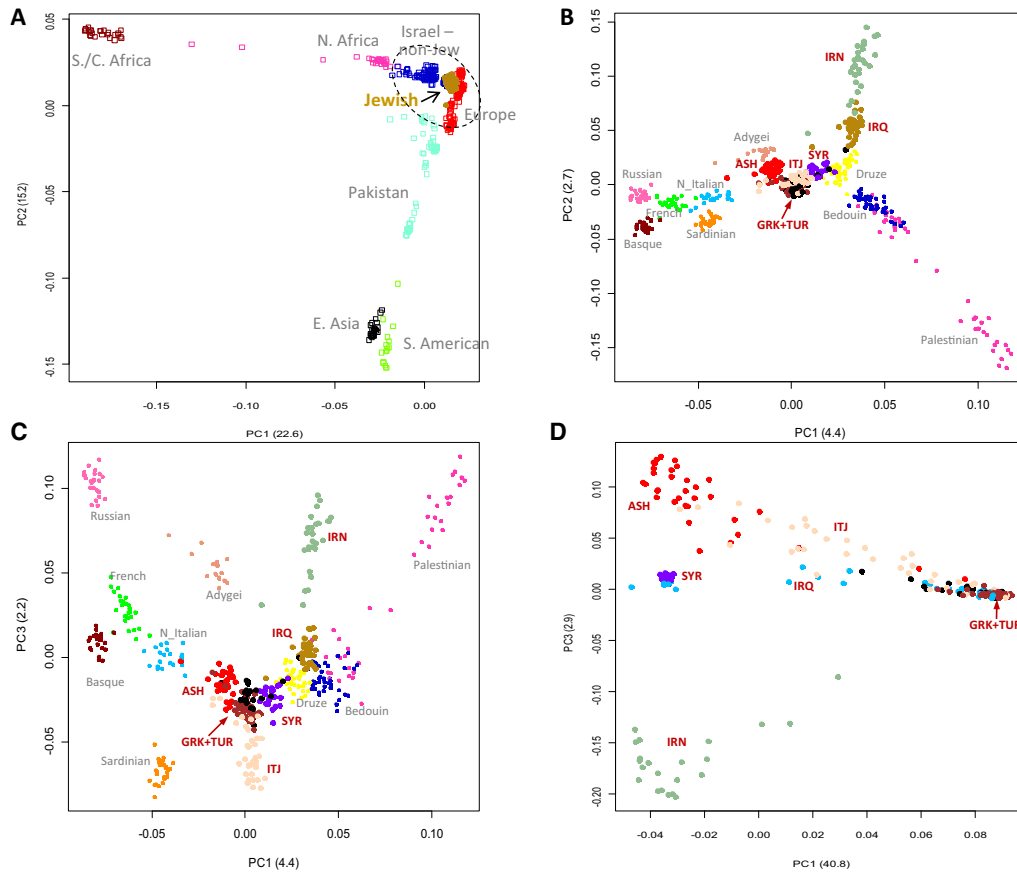 A
0.05
0.00
-0.05
-0.10
-0.15
PC2 (15.2)
S./C. Africa
N. Africa
Israel –
non-Jew
Jewish
Europe
Pakistan
E. Asia
S. American
-0.15
-0.10
-0.05
0.00
PC1 (22.6)
B
0.15
0.10
0.05
0.00
-0.05
-0.10
-0.15
PC2 (2.7)
IRN
IRQ
Adygei
ASH
ITJ
SYR
Druze
Russian
N_Italian
French
Bedouin
Sardinian
GRK+TUR
Basque
Palestinian
-0.05
0.00
0.05
0.10
PC1 (4.4)
C
0.10
0.05
0.00
-0.05
PC3 (2.2)
Russian
IRN
Palestinian
French
Adygei
N_Italian
IRQ
Basque
ASH
Druze
Bedouin
SYR
GRK+TUR
Sardinian
ITJ
-0.05
0.00
0.05
0.10
PC1 (4.4)
D
0.10
0.05
0.00
-0.05
-0.10
-0.15
-0.20
PC3 (2.9)
ASH
ITJ
SYR
IRQ
GRK+TUR
IRN
-0.04
-0.02
0.00
0.02
0.04
0.06
0.08
PC1 (40.8)